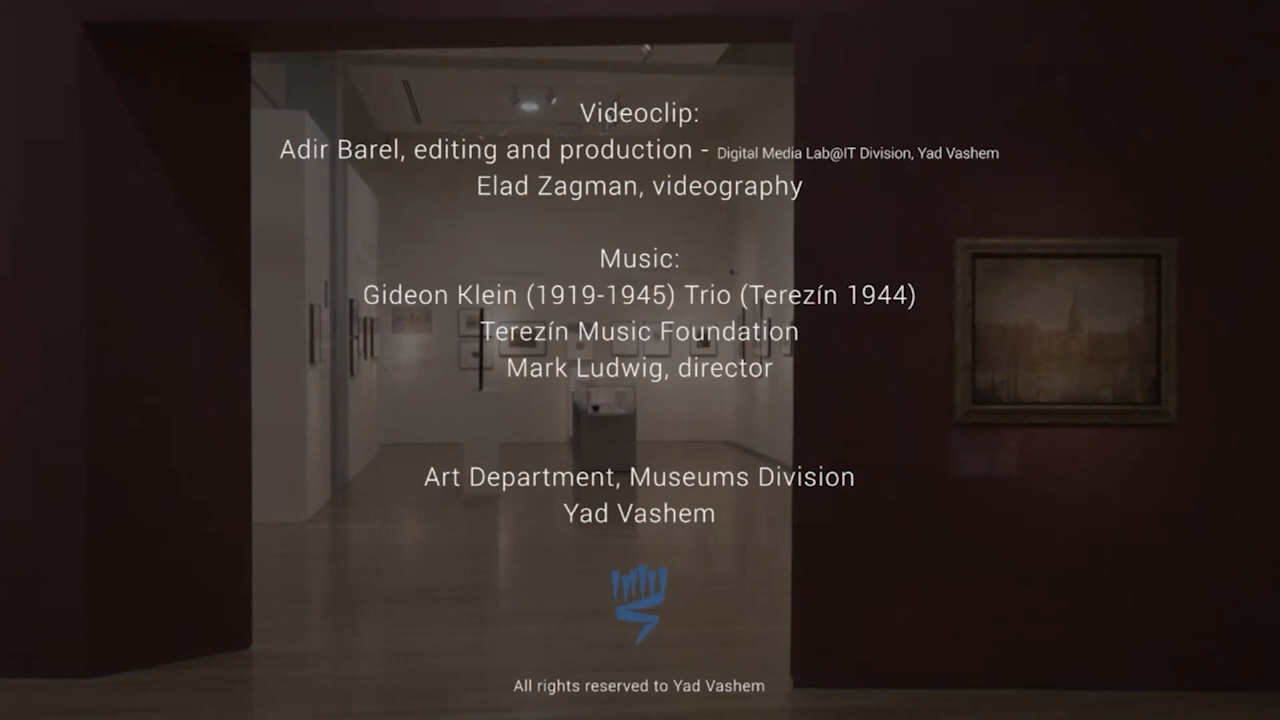 Videoclip:
Adir Barel, editing and production - Digital Media Lab@IT Division, Yad Vashem
Elad Zagman, videography
Music:
Gideon Klein (1919-1945) Trio (Terezín 1944)
Terezín Music Foundation
Mark Ludwig, director
Art Department, Museums Division
Yad Vashem
All rights reserved to Yad Vashem